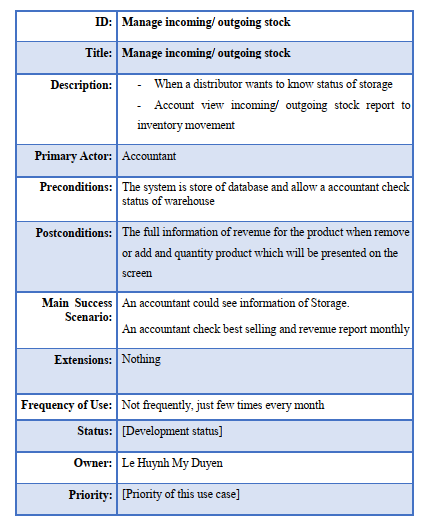 ID: Manage incoming/ outgoing stock
Title: Manage incoming/ outgoing stock
Description: - When a distributor wants to know status of storage
- Account view incoming/ outgoing stock report to
inventory movement
Primary Actor: Accountant
Preconditions: The system is store of database and allow a accountant check
status of warehouse
Postconditions: The full information of revenue for the product when remove
or add and quantity product which will be presented on the
screen
Main Success
Scenario:
An accountant could see information of Storage.
An accountant check best selling and revenue report monthly
Extensions: Nothing
Frequency of Use: Not frequently, just few times every month
Status: [Development status]
Owner: Le Huynh My Duyen
Priority: [Priority of this use case]